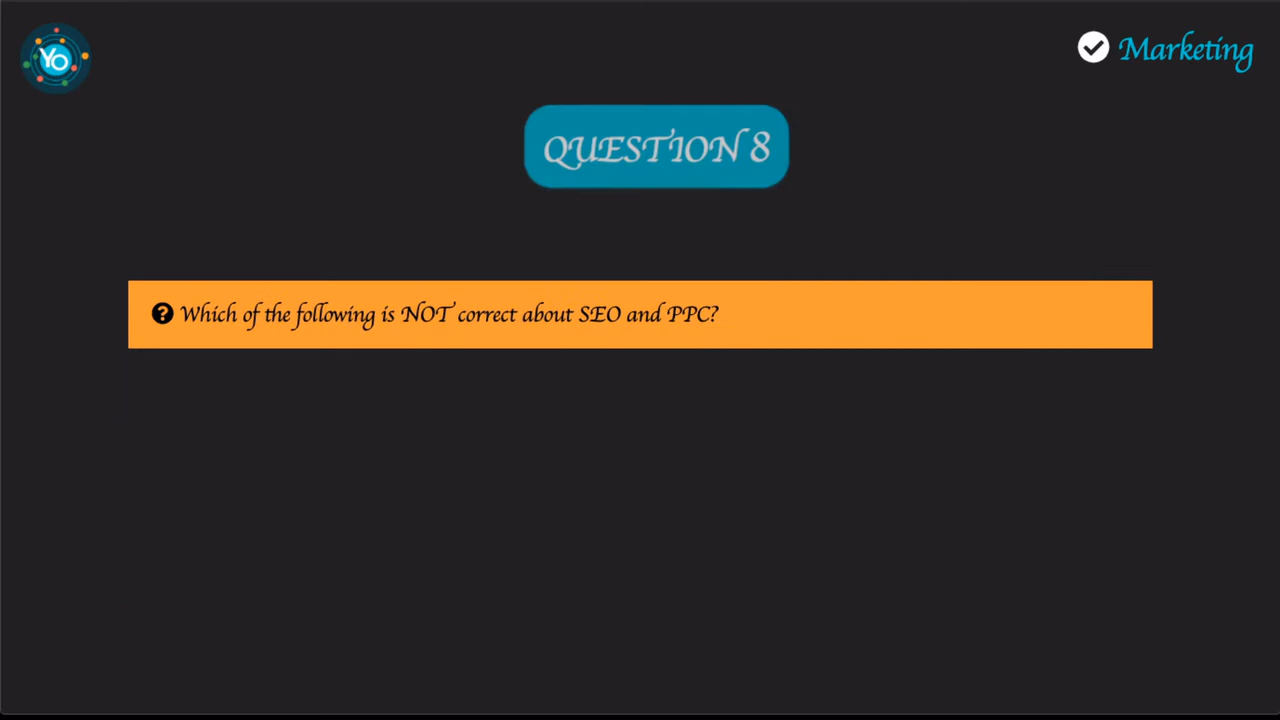 Yo
Marketing
QUESTION 8
Which of the following is NOT correct about SEO and PPC?